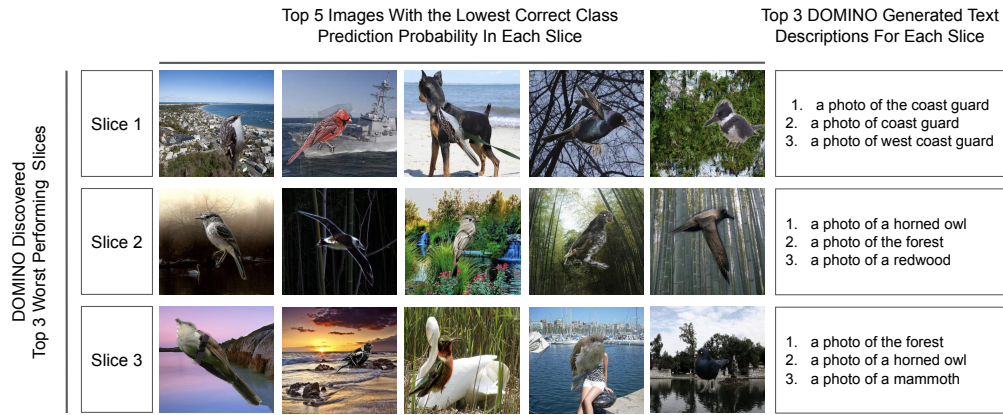 Top 5 Images With the Lowest Correct Class
Prediction Probability In Each Slice
Top 3 DOMINO Generated Text
Descriptions For Each Slice
DOMINO Discovered
Top 3 Worst Performing Slices
Slice 1
1. a photo of the coast guard
2. a photo of coast guard
3. a photo of west coast guard
Slice 2
1. a photo of a horned owl
2. a photo of the forest
3. a photo of a redwood
Slice 3
1. a photo of the forest
2. a photo of a horned owl
3. a photo of a mammoth